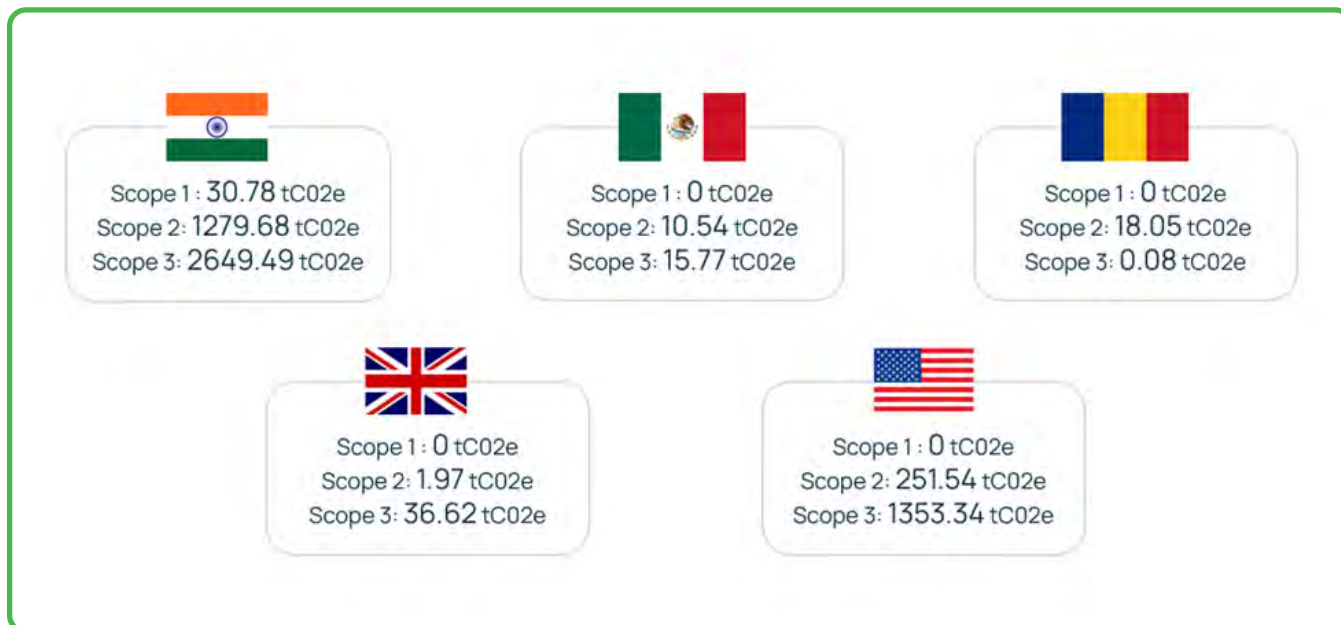 Scope 1 : 30.78 tC02e
Scope 2: 1279.68 tC02e
Scope 3: 2649.49 tC02e
Scope 1 : 0 tC02e
Scope 2: 10.54 tC02e
Scope 3: 15.77 tC02e
Scope 1 : 0 tC02e
Scope 2: 18.05 tC02e
Scope 3: 0.08 tC02e
Scope 1 : 0 tC02e
Scope 2: 1.97 tC02e
Scope 3: 36.62 tC02e
Scope 1 : 0 tC02e
Scope 2: 251.54 tC02e
Scope 3: 1353.34 tC02e